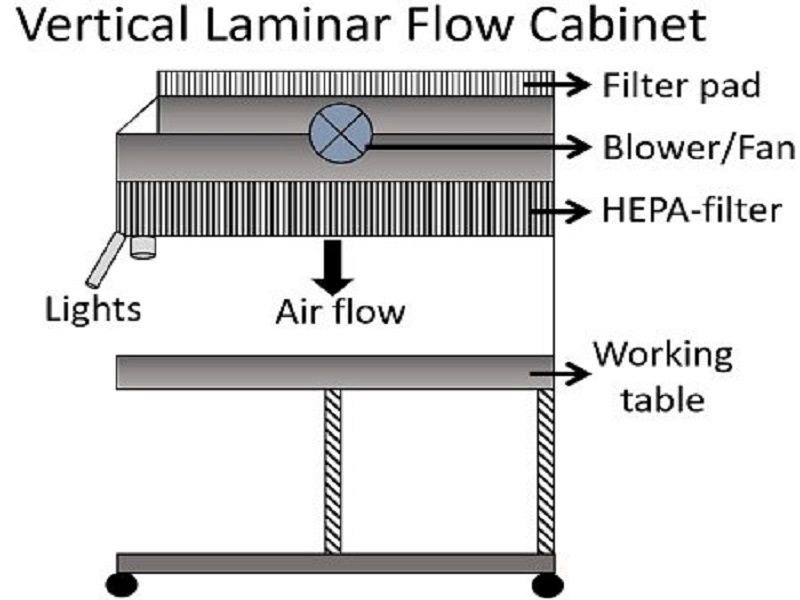 Vertical Laminar Flow Cabinet
Filter pad
Blower/Fan
HEPA-filter
Lights
Air flow
Working
table